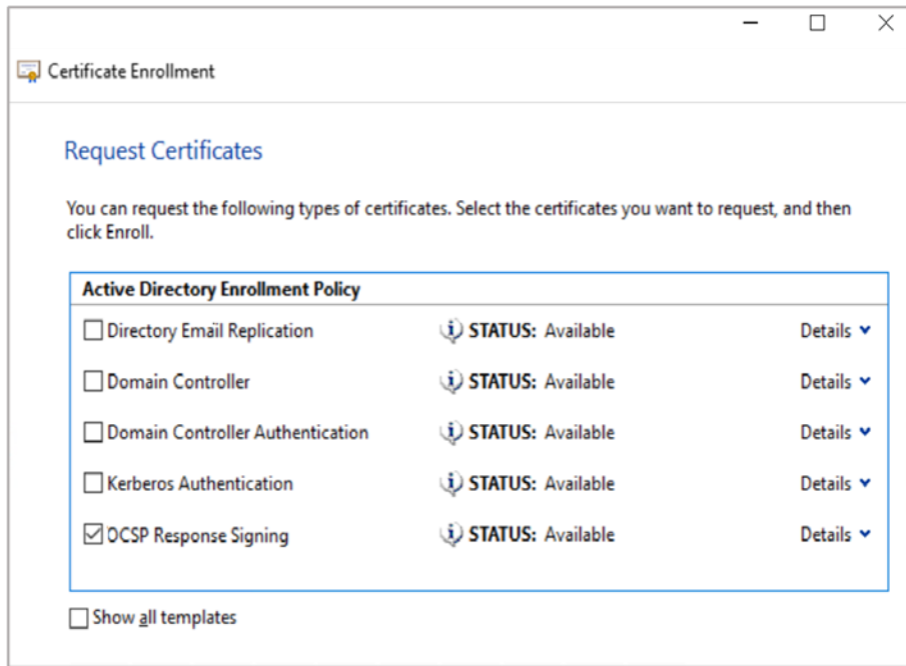 Certificate Enrollment
Request Certificates
You can request the following types of certificates. Select the certificates you want to request, and then
click Enroll.
Active Directory Enrollment Policy
Directory Email Replication STATUS: Available Details
Domain Controller STATUS: Available Details
Domain Controller Authentication STATUS: Available Details
Kerberos Authentication STATUS: Available Details
OCSP Response Signing STATUS: Available Details
Show all templates